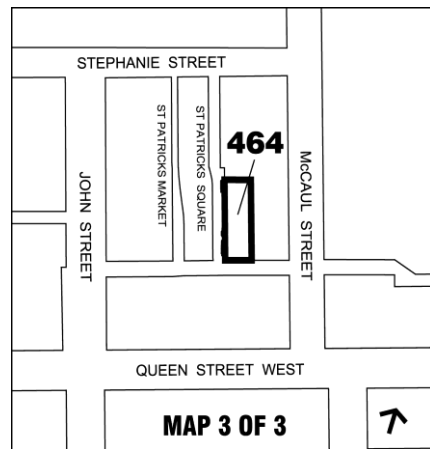 STEPHANIE STREET
464
ST PATRICKS MARKET
ST PATRICKS SQUARE
McCAUL STREET
JOHN STREET
QUEEN STREET WEST
MAP 3 OF 3